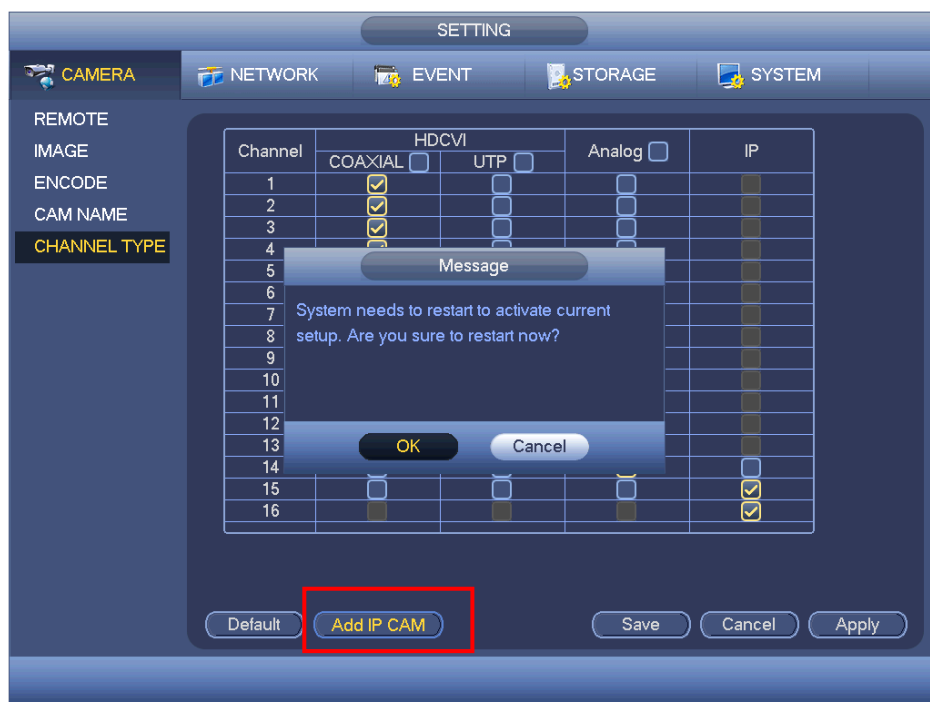 SETTING
CAMERA NETWORK EVENT STORAGE SYSTEM
REMOTE
IMAGE
ENCODE
CAM NAME
CHANNEL TYPE
Channel HDCVI Analog IP
COAXIAL UTP
1
2
3
4
5
6
7
8
9
10
11
12
13
14
15
16
Message
System needs to restart to activate current
setup. Are you sure to restart now?
OK Cancel
Default Add IP CAM Save Cancel Apply